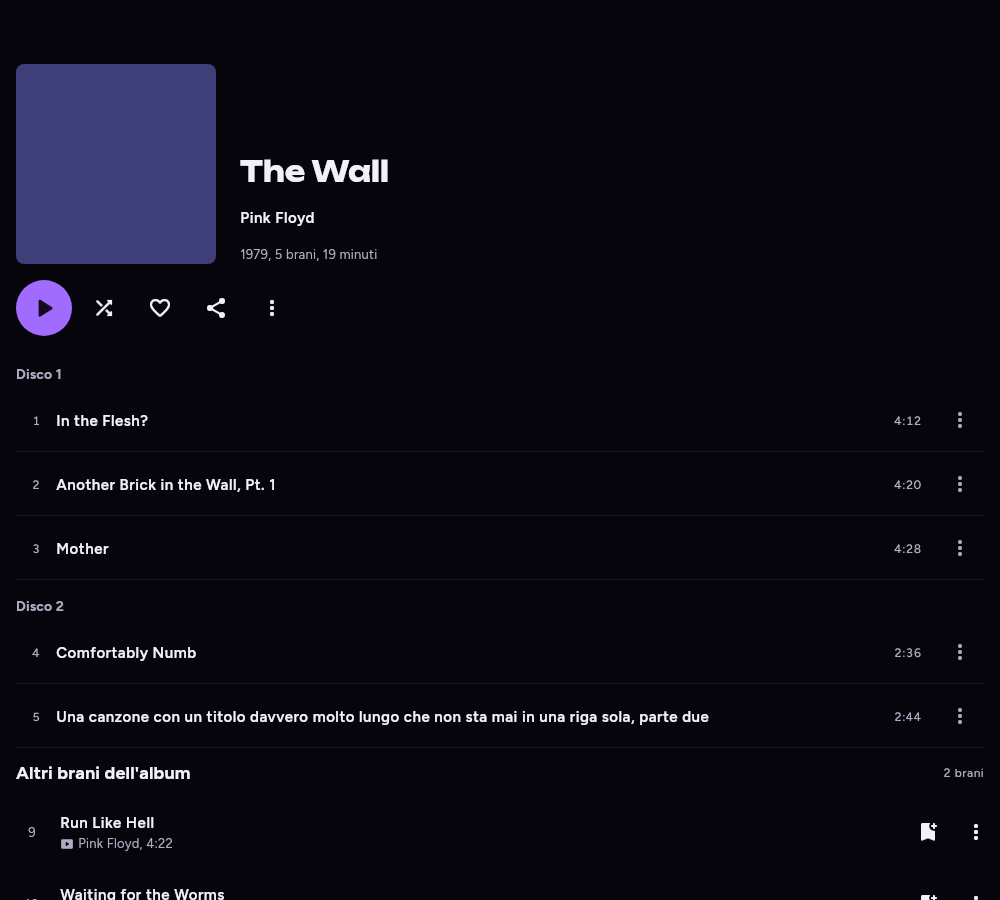 The Wall
Pink Floyd
1979, 5 brani, 19 minuti
Disco 1
1 In the Flesh? 4:12
2 Another Brick in the Wall, Pt. 1 4:20
3 Mother 4:28
Disco 2
4 Comfortably Numb 2:36
5 Una canzone con un titolo davvero molto lungo che non sta mai in una riga sola, parte due 2:44
Altri brani dell'album 2 brani
9 Run Like Hell
Pink Floyd, 4:22
Waiting for the Worms